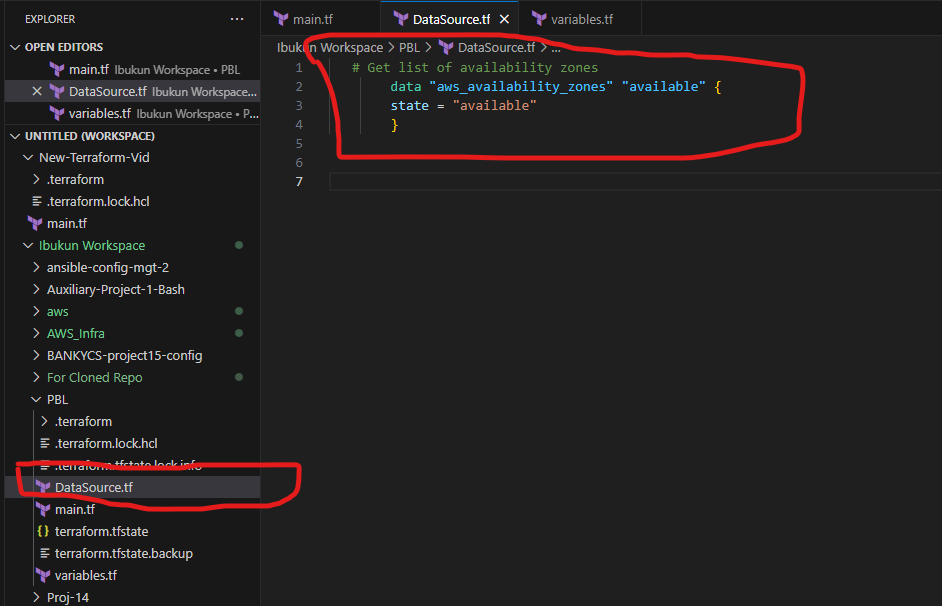 EXPLORER
OPEN EDITORS
main.tf Ibukun Workspace • PBL
DataSource.tf Ibukun Workspace...
variables.tf Ibukun Workspace • P...
UNTITLED (WORKSPACE)
New-Terraform-Vid
.terraform
.terraform.lock.hcl
main.tf
Ibukun Workspace
ansible-config-mgt-2
Auxiliary-Project-1-Bash
aws
AWS_Infra
BANKYCS-project15-config
For Cloned Repo
PBL
.terraform
.terraform.lock.hcl
.terraform.tfstate.lock.info
DataSource.tf
main.tf
{} terraform.tfstate
terraform.tfstate.backup
variables.tf
Proj-14
main.tf DataSource.tf variables.tf
Ibukun Workspace > PBL > DataSource.tf > ...
1 # Get list of availability zones
2 data "aws_availability_zones" "available" {
3 state = "available"
4 }
5
6
7